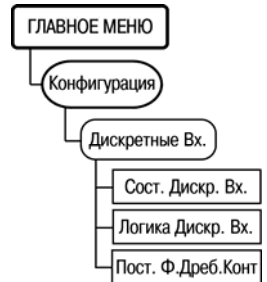 ГЛАВНОЕ МЕНЮ
Конфигурация
Дискретные Вх.
Сост. Дискр. Вх.
Логика Дискр. Вх.
Пост. Ф.Дреб.Конт